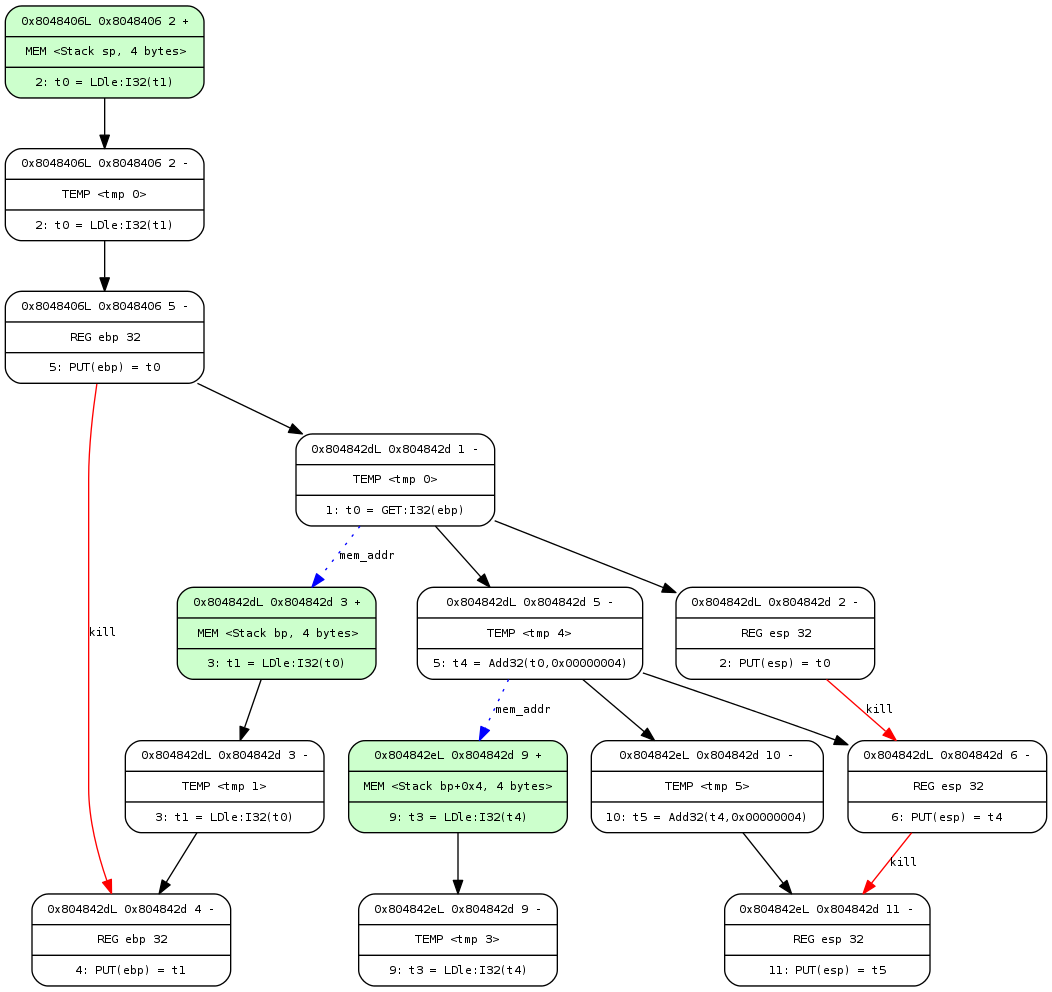 0x8048406L 0x8048406 2 +
MEM <Stack sp, 4 bytes>
2: t0 = LDle:I32(t1)
0x8048406L 0x8048406 2 -
TEMP <tmp 0>
2: t0 = LDle:I32(t1)
0x8048406L 0x8048406 5 -
REG ebp 32
5: PUT(ebp) = t0
0x804842dL 0x804842d 1 -
TEMP <tmp 0>
1: t0 = GET:I32(ebp)
mem_addr
0x804842dL 0x804842d 3 +
MEM <Stack bp, 4 bytes>
3: t1 = LDle:I32(t0)
0x804842dL 0x804842d 5 -
TEMP <tmp 4>
5: t4 = Add32(t0,0x00000004)
0x804842dL 0x804842d 2 -
REG esp 32
2: PUT(esp) = t0
kill
mem_addr
kill
0x804842dL 0x804842d 3 -
TEMP <tmp 1>
3: t1 = LDle:I32(t0)
0x804842eL 0x804842d 9 +
MEM <Stack bp+0x4, 4 bytes>
9: t3 = LDle:I32(t4)
0x804842eL 0x804842d 10 -
TEMP <tmp 5>
10: t5 = Add32(t4,0x00000004)
0x804842dL 0x804842d 6 -
REG esp 32
6: PUT(esp) = t4
kill
0x804842dL 0x804842d 4 -
REG ebp 32
4: PUT(ebp) = t1
0x804842eL 0x804842d 9 -
TEMP <tmp 3>
9: t3 = LDle:I32(t4)
0x804842eL 0x804842d 11 -
REG esp 32
11: PUT(esp) = t5